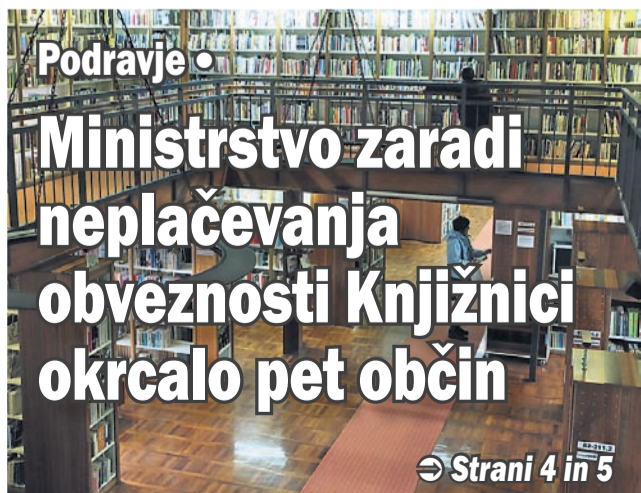 Podravje •
Ministrstvo zaradi
neplačevanja
obveznosti Knjižnici
okrcalo pet občin
Strani 4 in 5